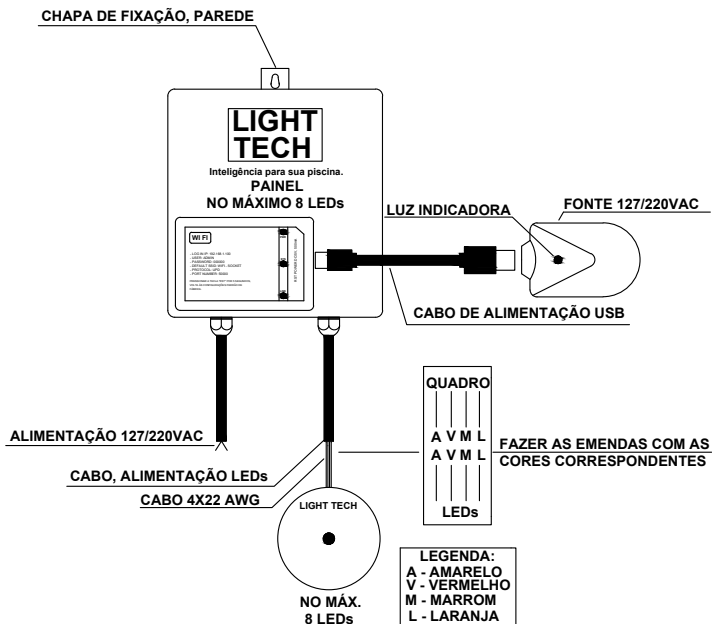 CHAPA DE FIXAÇÃO, PAREDE
LIGHT
TECH
Inteligência para sua piscina.
PAINEL
NO MÁXIMO 8 LEDs
WI FI
LUZ INDICADORA
FONTE 127/220VAC
CABO DE ALIMENTAÇÃO USB
ALIMENTAÇÃO 127/220VAC
CABO, ALIMENTAÇÃO LEDs
CABO 4X22 AWG
QUADRO
A V M L
A V M L
LEDs
FAZER AS EMENDAS COM AS
CORES CORRESPONDENTES
LIGHT TECH
NO MÁX.
8 LEDs
LEGENDA:
A - AMARELO
V - VERMELHO
M - MARROM
L - LARANJA